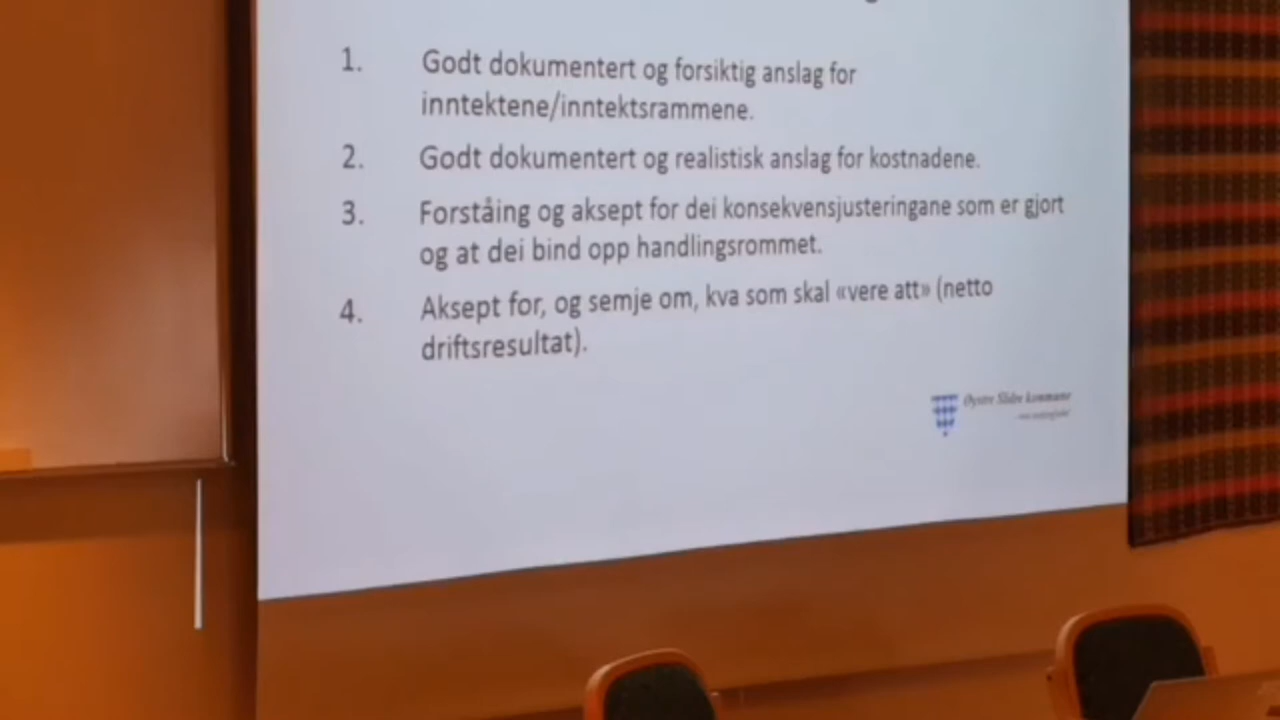 1. Godt dokumentert og forsiktig anslag for
inntektene/inntektsrammene.
2. Godt dokumentert og realistisk anslag for kostnadene.
3. Forståing og aksept for dei konsekvensjusteringane som er gjort
og at dei bind opp handlingsrommet.
4. Aksept for, og semje om, kva som skal «vere att» (netto
driftsresultat).
Øystre Slidre kommune